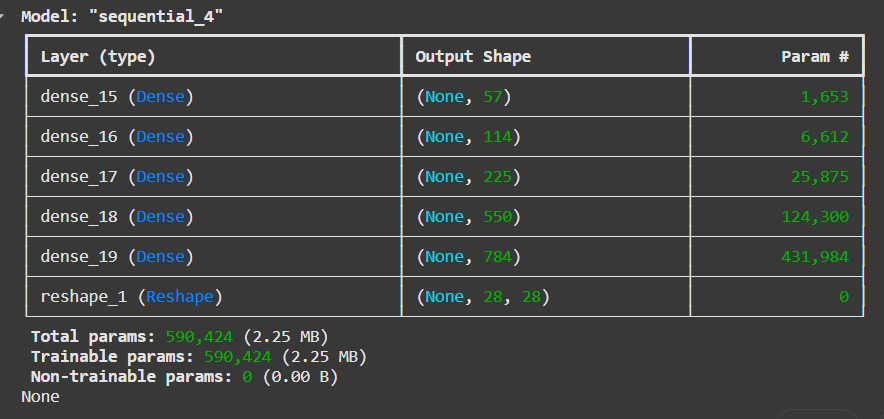 Model: "sequential_4"
Layer (type) Output Shape Param #
dense_15 (Dense) (None, 57) 1,653
dense_16 (Dense) (None, 114) 6,612
dense_17 (Dense) (None, 225) 25,875
dense_18 (Dense) (None, 550) 124,300
dense_19 (Dense) (None, 784) 431,984
reshape_1 (Reshape) (None, 28, 28) 0
Total params: 590,424 (2.25 MB)
Trainable params: 590,424 (2.25 MB)
Non-trainable params: 0 (0.00 B)
None